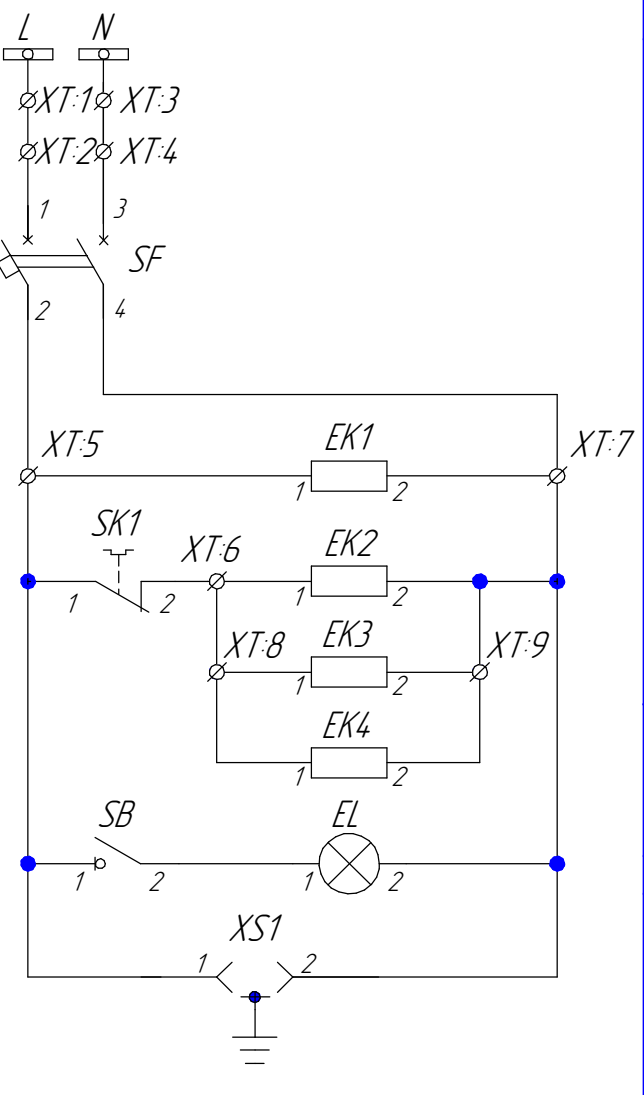 L N
XT:1 XT:3
XT:2 XT:4
1 3
SF
2 4
XT:5 EK1 XT:7
1 2
SK1 XT:6 EK2
1 2 1 2
XT:8 EK3 XT:9
1 2
EK4
1 2
SB EL
1 2 1 2
XS1
1 2